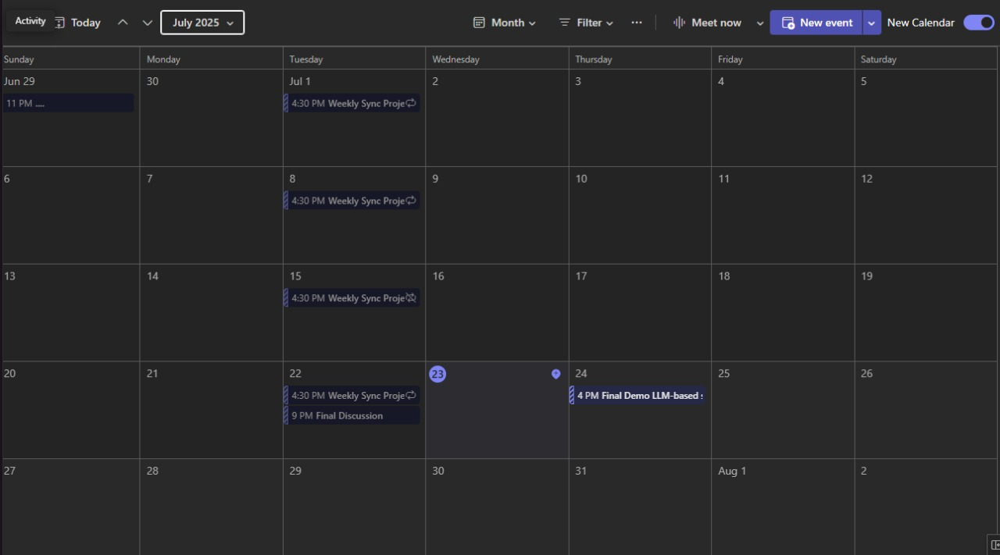 Activity Today July 2025 Month Filter ... Meet now New event New Calendar
Sunday Monday Tuesday Wednesday Thursday Friday Saturday
Jun 29 30 Jul 1 2 3 4 5
11 PM .... 4:30 PM Weekly Sync Proje
6 7 8 9 10 11 12
4:30 PM Weekly Sync Proje
13 14 15 16 17 18 19
4:30 PM Weekly Sync Proje
20 21 22 23 24 25 26
4:30 PM Weekly Sync Proje 4 PM Final Demo LLM-based
9 PM Final Discussion
27 28 29 30 31 Aug 1 2